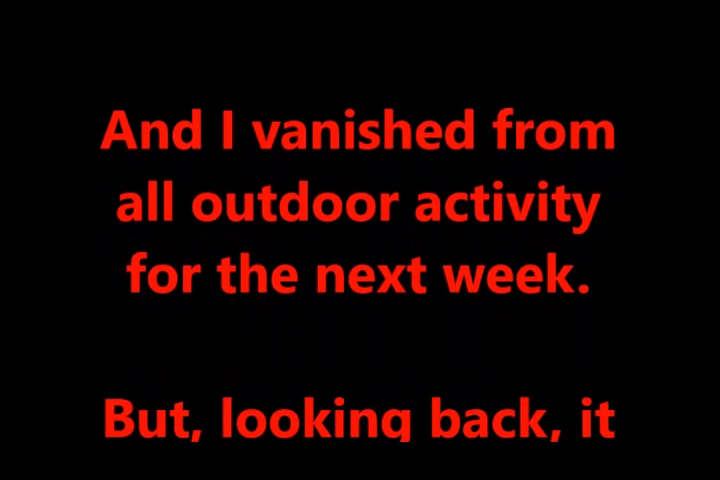 And I vanished from
all outdoor activity
for the next week.
But, looking back, it